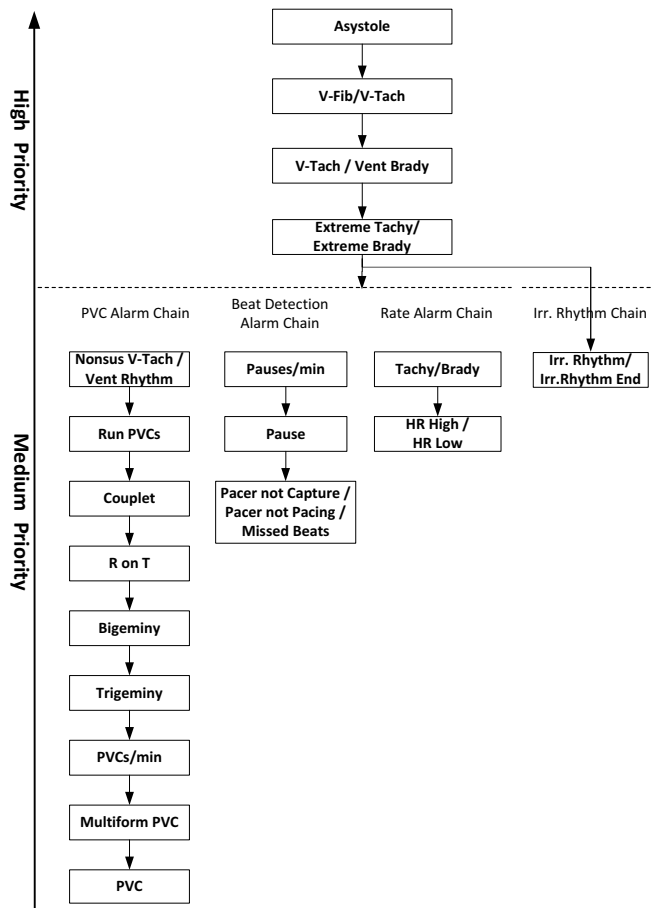 High Priority
Asystole
V-Fib/V-Tach
V-Tach / Vent Brady
Extreme Tachy/
Extreme Brady
Medium Priority
PVC Alarm Chain
Nonsus V-Tach /
Vent Rhythm
Run PVCs
Couplet
R on T
Bigeminy
Trigeminy
PVCs/min
Multiform PVC
PVC
Beat Detection
Alarm Chain
Pauses/min
Pause
Pacer not Capture /
Pacer not Pacing /
Missed Beats
Rate Alarm Chain
Tachy/Brady
HR High /
HR Low
Irr. Rhythm Chain
Irr. Rhythm/
Irr.Rhythm End